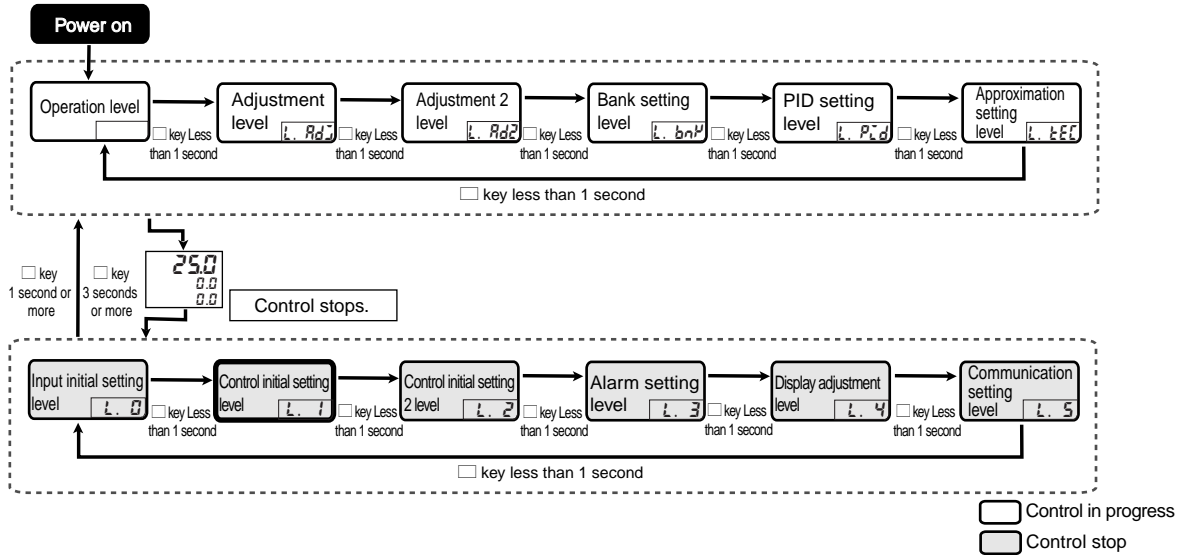 Power on
Operation level
Adjustment
level
L. Adj
Adjustment 2
level
L. Ad2
Bank setting
level
L. bnK
PID setting
level
L. Pid
Approximation
setting
level
L. tEC
□ key Less
than 1 second
□ key Less
than 1 second
□ key Less
than 1 second
□ key Less
than 1 second
□ key Less
than 1 second
□ key less than 1 second
□ key
1 second or
more
□ key
3 seconds
or more
25.0
0.0
0.0
Control stops.
Input initial setting
level
L. 0
Control initial setting
level
L. 1
Control initial setting
2 level
L. 2
Alarm setting
level
L. 3
Display adjustment
level
L. 4
Communication
setting
level
L. 5
□ key Less
than 1 second
□ key Less
than 1 second
□ key Less
than 1 second
□ key Less
than 1 second
□ key Less
than 1 second
□ key less than 1 second
Control in progress
Control stop